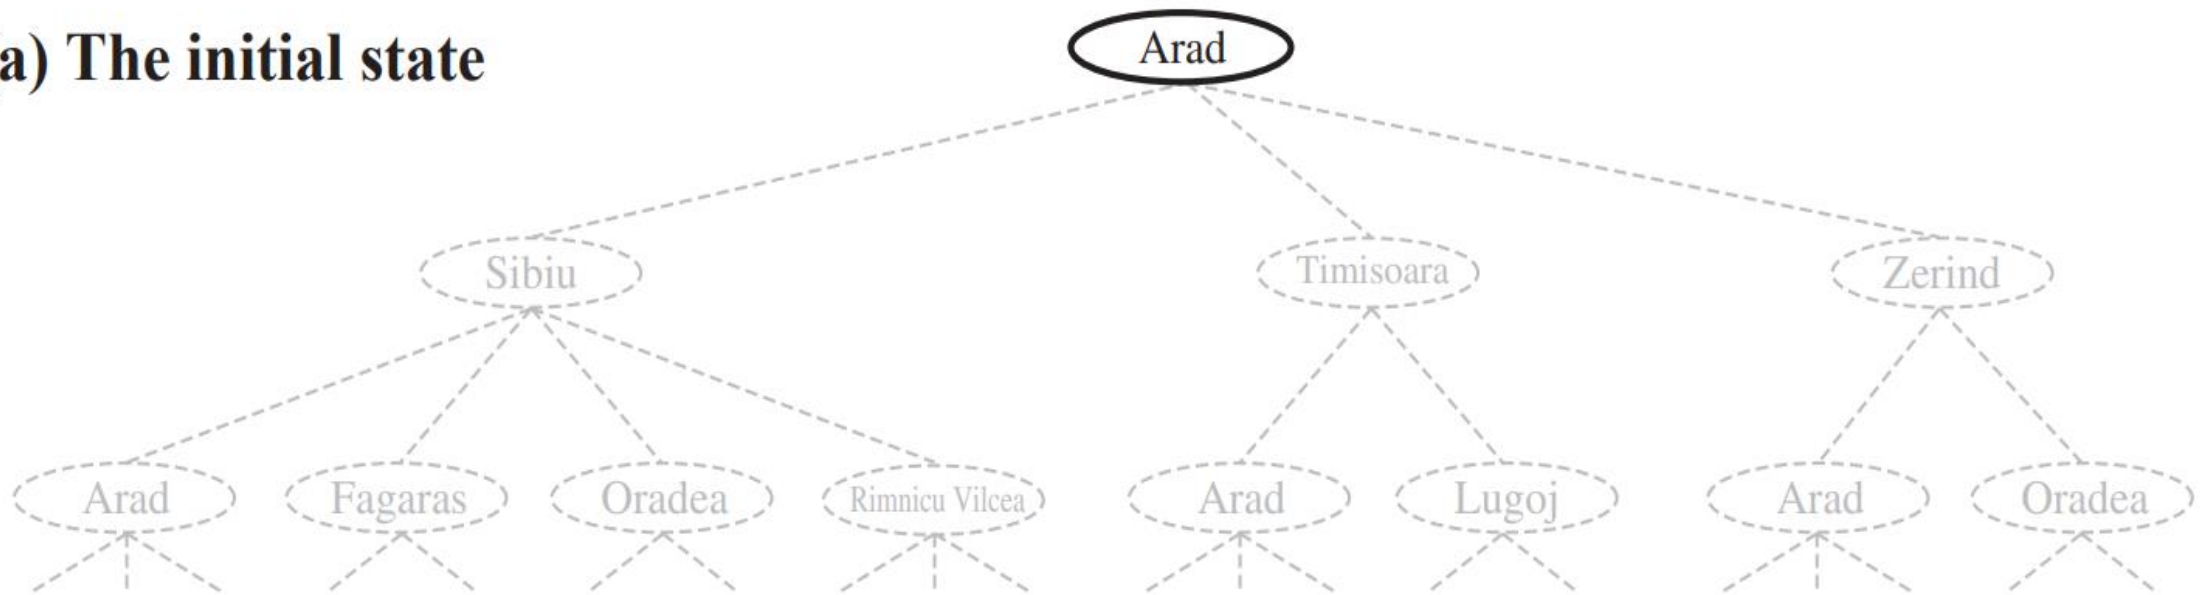 a) The initial state
Arad
Sibiu
Timisoara
Zerind
Arad
Fagaras
Oradea
Rimnicu Vilcea
Arad
Lugoj
Arad
Oradea